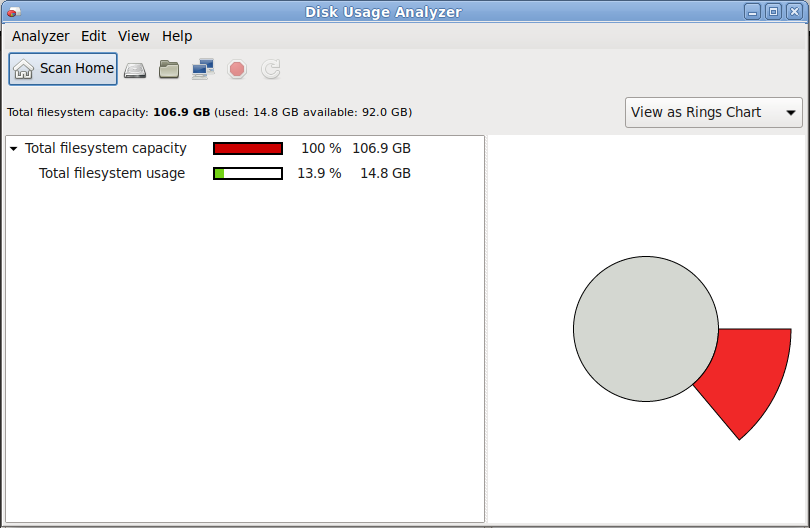 Disk Usage Analyzer
Analyzer Edit View Help
Scan Home
Total filesystem capacity: 106.9 GB (used: 14.8 GB available: 92.0 GB)
View as Rings Chart
Total filesystem capacity 100 % 106.9 GB
Total filesystem usage 13.9 % 14.8 GB